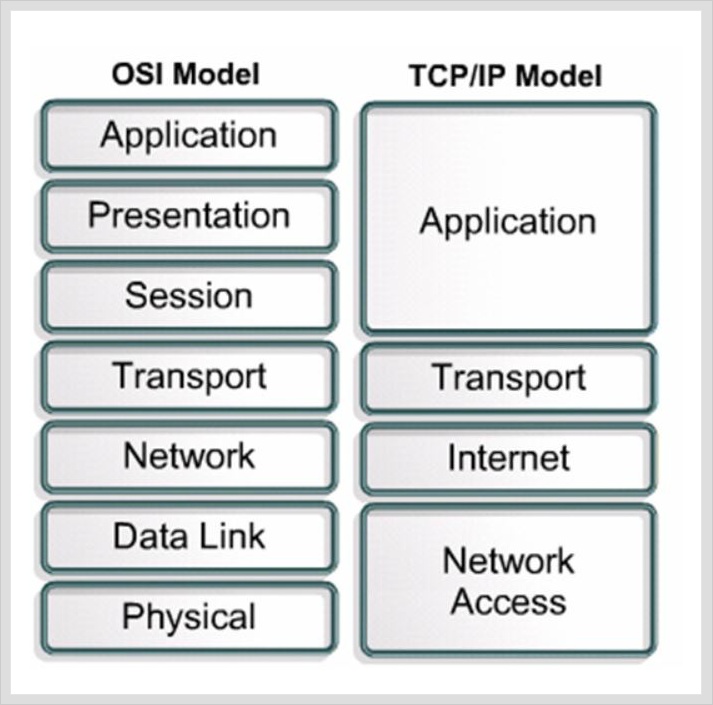 OSI Model
Application
Presentation
Session
Transport
Network
Data Link
Physical
TCP/IP Model
Application
Transport
Internet
Network
Access